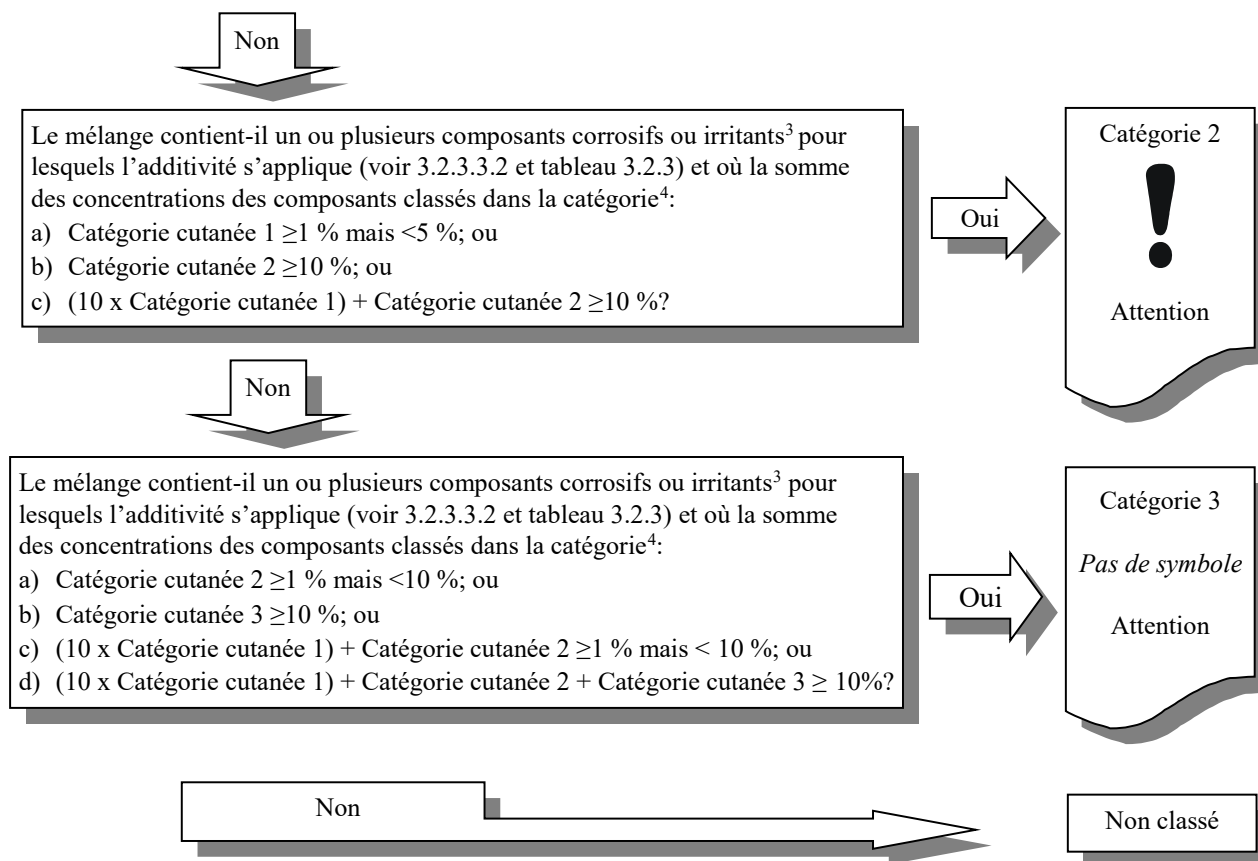 Non
Le mélange contient-il un ou plusieurs composants corrosifs ou irritants³ pour
lesquels l’additivité s’applique (voir 3.2.3.3.2 et tableau 3.2.3) et où la somme
des concentrations des composants classés dans la catégorie⁴:
a) Catégorie cutanée 1 ≥1 % mais <5 %; ou
b) Catégorie cutanée 2 ≥10 %; ou
c) (10 x Catégorie cutanée 1) + Catégorie cutanée 2 ≥10 %?
Oui
Catégorie 2
Attention
Non
Le mélange contient-il un ou plusieurs composants corrosifs ou irritants³ pour
lesquels l’additivité s’applique (voir 3.2.3.3.2 et tableau 3.2.3) et où la somme
des concentrations des composants classés dans la catégorie⁴:
a) Catégorie cutanée 2 ≥1 % mais <10 %; ou
b) Catégorie cutanée 3 ≥10 %; ou
c) (10 x Catégorie cutanée 1) + Catégorie cutanée 2 ≥1 % mais < 10 %; ou
d) (10 x Catégorie cutanée 1) + Catégorie cutanée 2 + Catégorie cutanée 3 ≥ 10%?
Oui
Catégorie 3
Pas de symbole
Attention
Non
Non classé